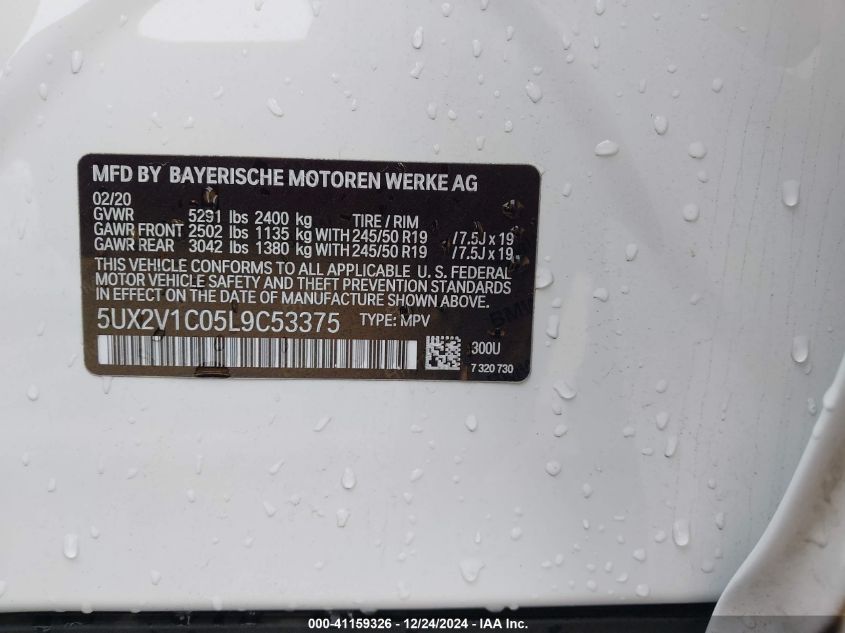 MFD BY BAYERISCHE MOTOREN WERKE AG
02/20
GVWR 5291 lbs 2400 kg TIRE / RIM
GAWR FRONT 2502 lbs 1135 kg WITH 245/50 R19 / 7.5J x 19
GAWR REAR 3042 lbs 1380 kg WITH 245/50 R19 / 7.5J x 19
THIS VEHICLE CONFORMS TO ALL APPLICABLE U. S. FEDERAL
MOTOR VEHICLE SAFETY AND THEFT PREVENTION STANDARDS
IN EFFECT ON THE DATE OF MANUFACTURE SHOWN ABOVE.
5UX2V1C05L9C53375 TYPE: MPV
300U
7 320 730
BMW
000-41159326 - 12/24/2024 - IAAI.com